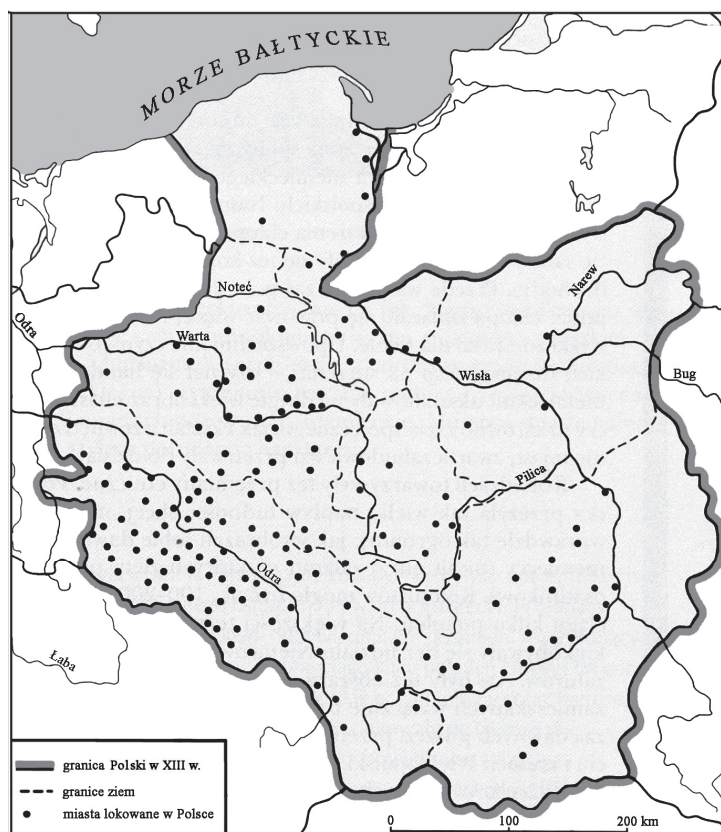 MORZE BAŁTYCKIE
Noteć
Narew
Odra
Warta
Wisła
Bug
Pilica
Odra
Łaba
granica Polski w XIII w.
granice ziem
miasta lokowane w Polsce
0 100 200 km